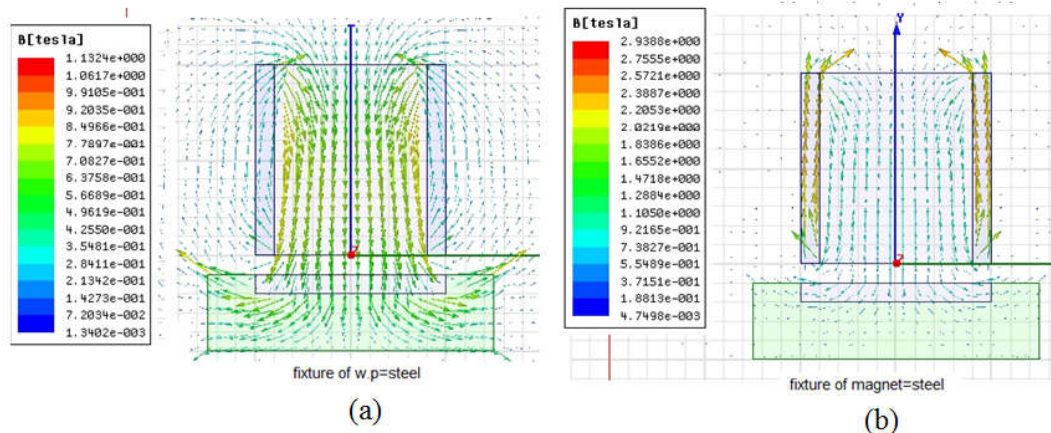 B[tesla]
1.1324e+000
1.0617e+000
9.9105e-001
9.2035e-001
8.4966e-001
7.7897e-001
7.0827e-001
6.3758e-001
5.6689e-001
4.9619e-001
4.2550e-001
3.5481e-001
2.8411e-001
2.1342e-001
1.4273e-001
7.2034e-002
1.3402e-003
fixture of w.p=steel
(a)
B[tesla]
2.9388e+000
2.7555e+000
2.5721e+000
2.3887e+000
2.2053e+000
2.0219e+000
1.8386e+000
1.6552e+000
1.4718e+000
1.2884e+000
1.1050e+000
9.2165e-001
7.3827e-001
5.5489e-001
3.7151e-001
1.8813e-001
4.7498e-003
Y
fixture of magnet=steel
(b)